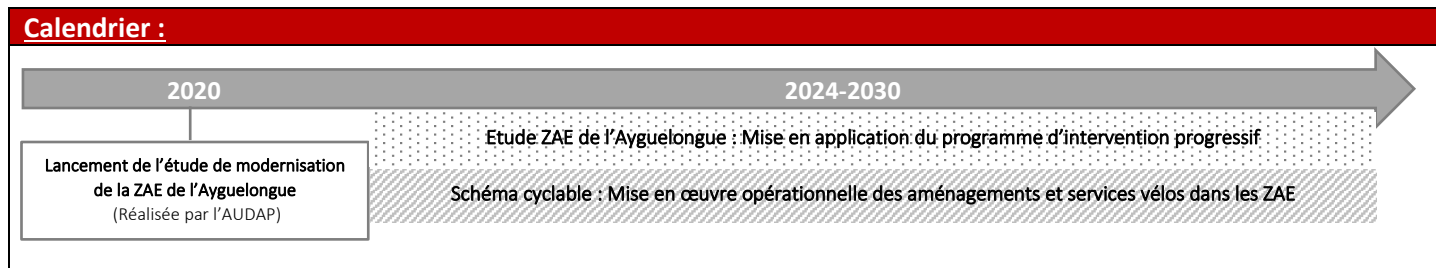 Calendrier :
2020
2024-2030
Etude ZAE de l'Ayguelongue : Mise en application du programme d'intervention progressif
Lancement de l'étude de modernisation
de la ZAE de l'Ayguelongue
(Réalisée par l'AUDAP)
Schéma cyclable : Mise en œuvre opérationnelle des aménagements et services vélos dans les ZAE